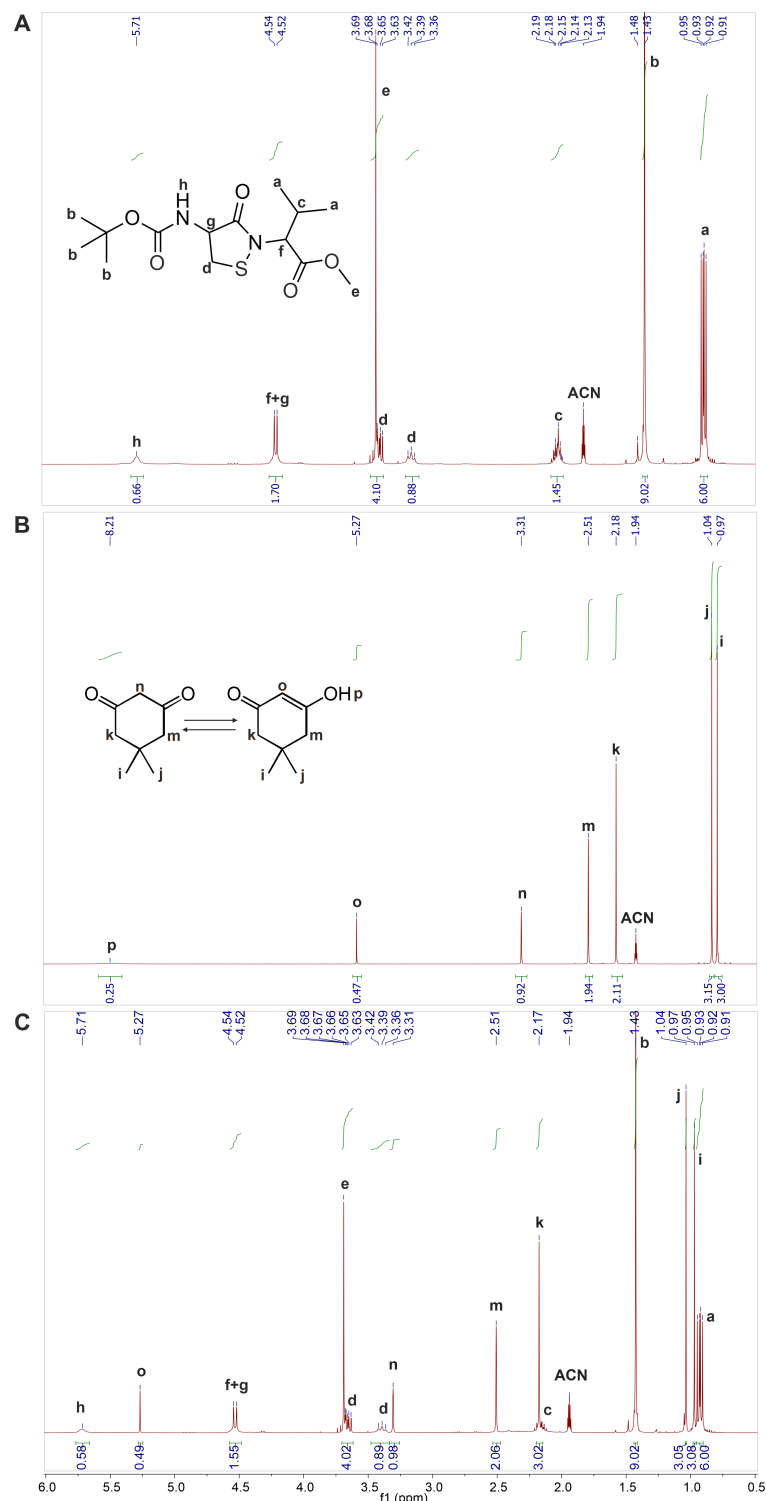 A
5.71
4.54
4.52
3.69
3.68
3.65
3.63
3.42
3.39
3.36
2.19
2.18
2.15
2.14
2.13
1.94
1.48
1.43
0.95
0.93
0.92
0.91
b
e
h
H
N
O
g
O
O
b
b
b
d
S
N
f
a
c
a
O
O
e
a
h
f+g
d
d
c
ACN
0.66
1.70
4.10
0.88
1.45
9.02
6.00
B
8.21
5.27
3.31
2.51
2.18
1.94
1.04
0.97
j
i
O
n
O
k
m
i
j
O
o
OH
p
k
m
i
j
k
m
n
o
p
ACN
0.25
0.47
0.92
1.94
2.11
3.15
3.00
C
5.71
5.27
4.54
4.52
3.69
3.68
3.67
3.66
3.65
3.63
3.42
3.39
3.36
3.31
2.51
2.17
1.94
1.43
1.04
0.97
0.95
0.93
0.92
0.91
b
j
i
e
k
m
a
n
o
ACN
f+g
d
d
c
h
0.58
0.49
1.55
4.02
0.89
0.98
2.06
3.02
9.02
3.05
3.08
6.00
6.0 5.5 5.0 4.5 4.0 3.5 3.0 2.5 2.0 1.5 1.0 0.5
f1 (ppm)